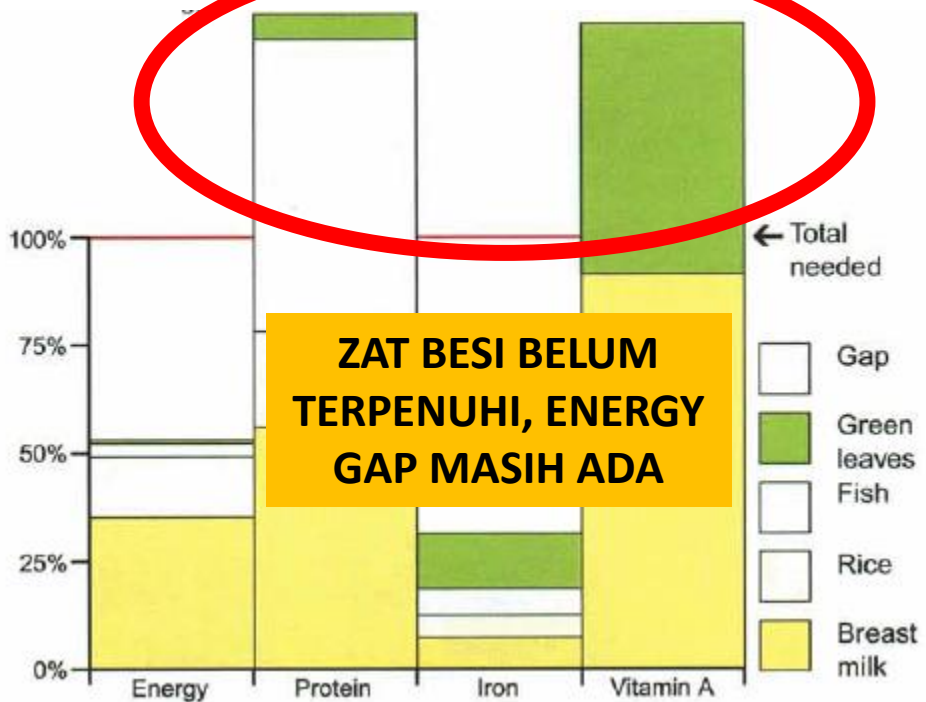 100%
75%
50%
25%
0%
Energy
Protein
Iron
Vitamin A
← Total
needed
Gap
Green
leaves
Fish
Rice
Breast
milk
ZAT BESI BELUM
TERPENUHI, ENERGY
GAP MASIH ADA